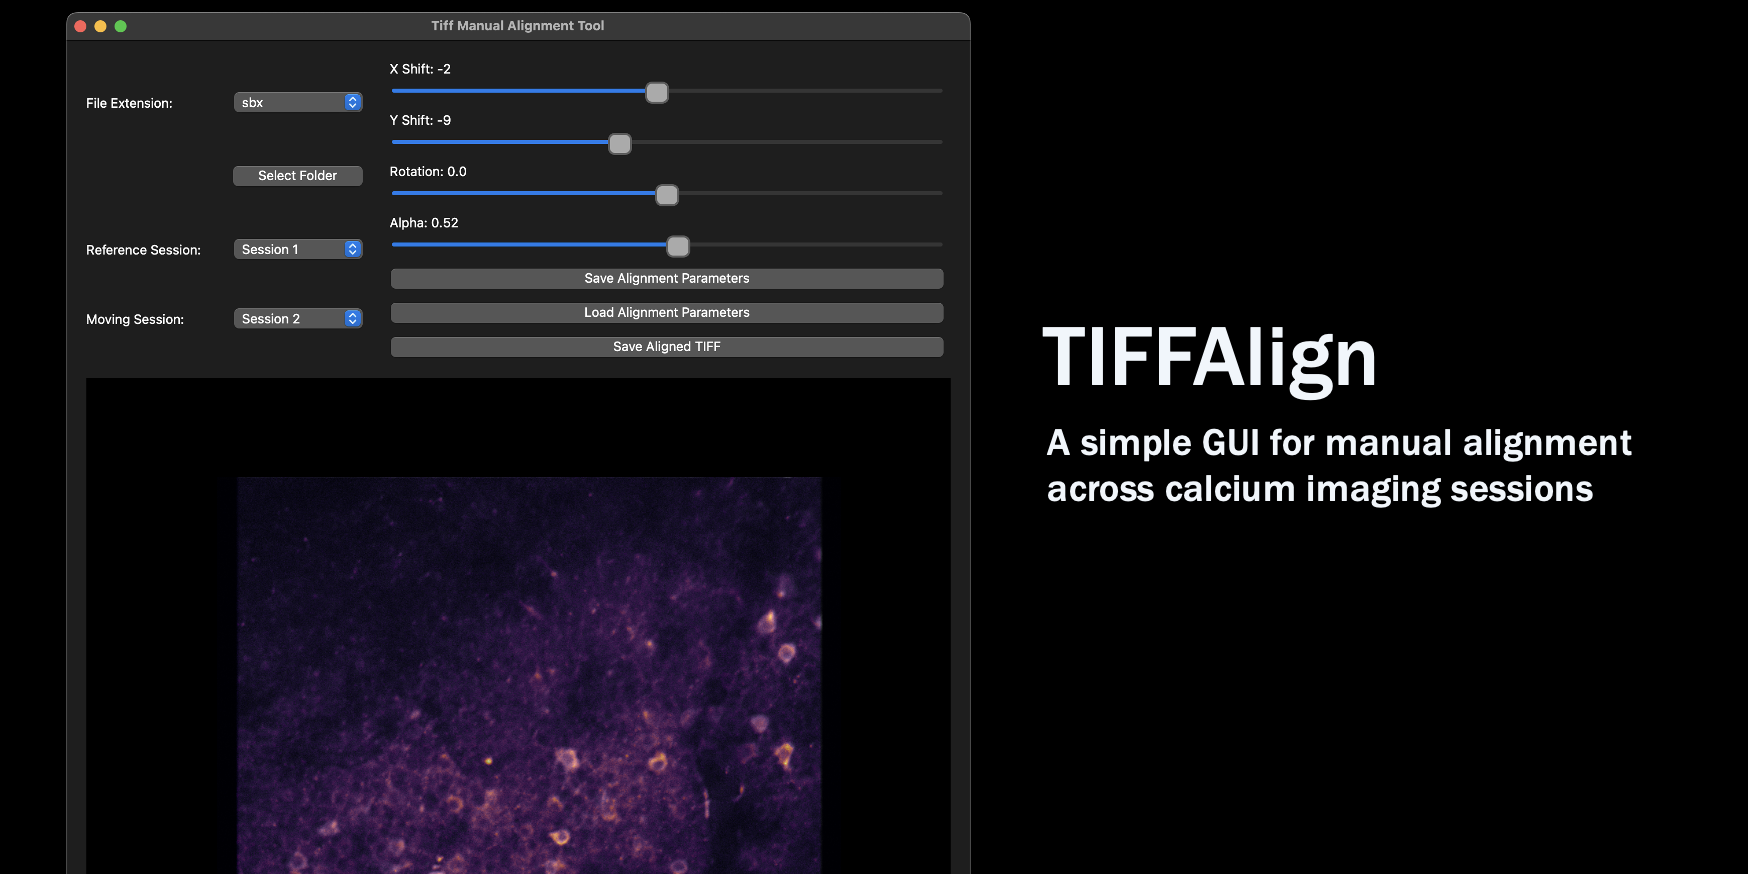 Tiff Manual Alignment Tool
File Extension:
sbx
Select Folder
Reference Session:
Session 1
Moving Session:
Session 2
X Shift: -2
Y Shift: -9
Rotation: 0.0
Alpha: 0.52
Save Alignment Parameters
Load Alignment Parameters
Save Aligned TIFF
TIFFAlign
A simple GUI for manual alignment
across calcium imaging sessions